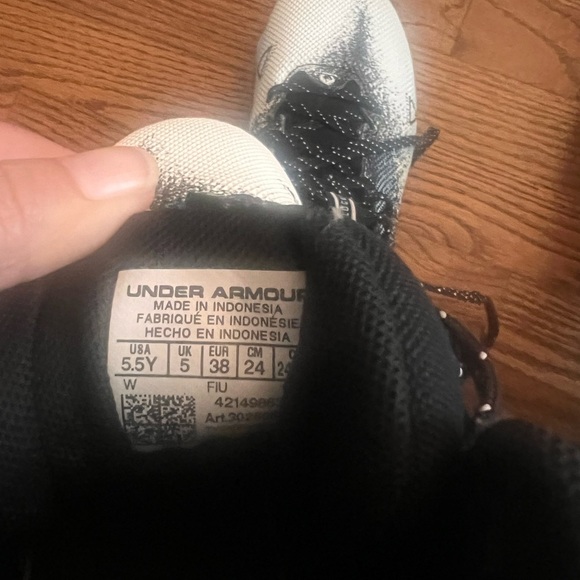 UNDER ARMOUR
MADE IN INDONESIA
FABRIQUÉ EN INDONÉSIE
HECHO EN INDONESIA
USA UK EUR CM
5.5Y 5 38 24
W FIU